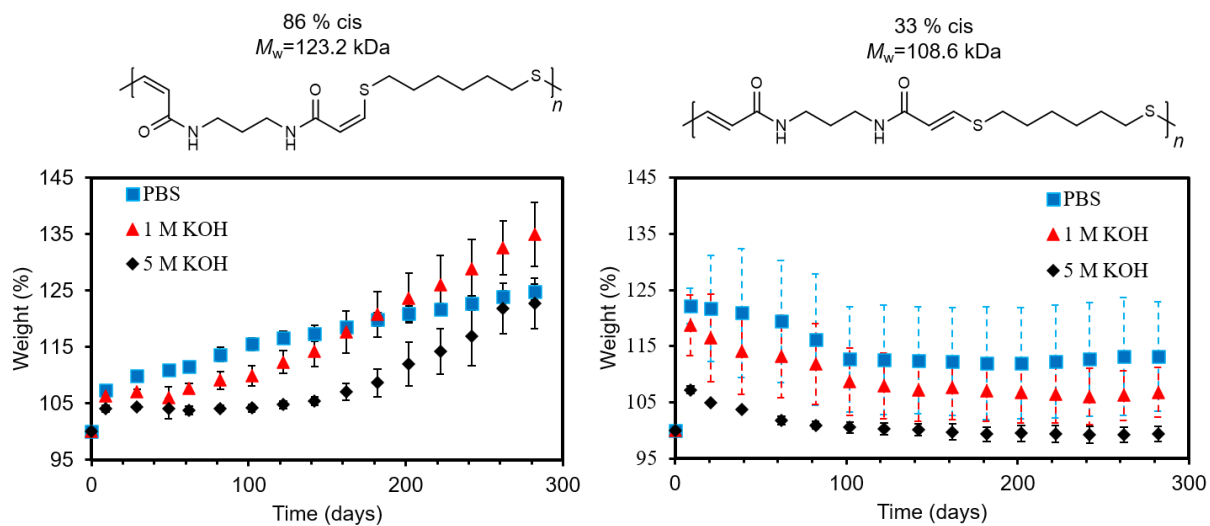 86 % cis
Mw=123.2 kDa
O
N
H
N
H
O
S
S
n
145
135
125
115
105
95
Weight (%)
PBS
1 M KOH
5 M KOH
0
100
200
300
Time (days)
33 % cis
Mw=108.6 kDa
O
N
H
N
H
O
S
S
n
145
135
125
115
105
95
Weight (%)
PBS
1 M KOH
5 M KOH
0
100
200
300
Time (days)